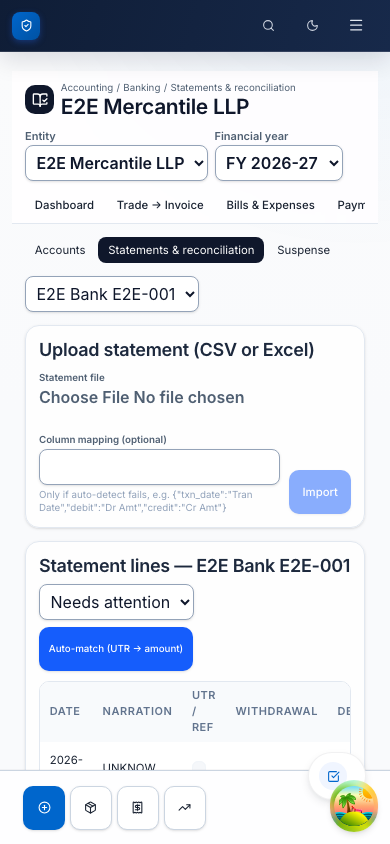 Accounting / Banking / Statements & reconciliation
E2E Mercantile LLP
Entity
Financial year
E2E Mercantile LLP
FY 2026-27
Dashboard
Trade → Invoice
Bills & Expenses
Paym
Accounts
Statements & reconciliation
Suspense
E2E Bank E2E-001
Upload statement (CSV or Excel)
Statement file
Choose File No file chosen
Column mapping (optional)
Only if auto-detect fails, e.g. {"txn_date":"Tran
Date","debit":"Dr Amt","credit":"Cr Amt"}
Import
Statement lines — E2E Bank E2E-001
Needs attention
Auto-match (UTR → amount)
DATE
NARRATION
UTR
/
REF
WITHDRAWAL
DE
2026-
UNKNOW